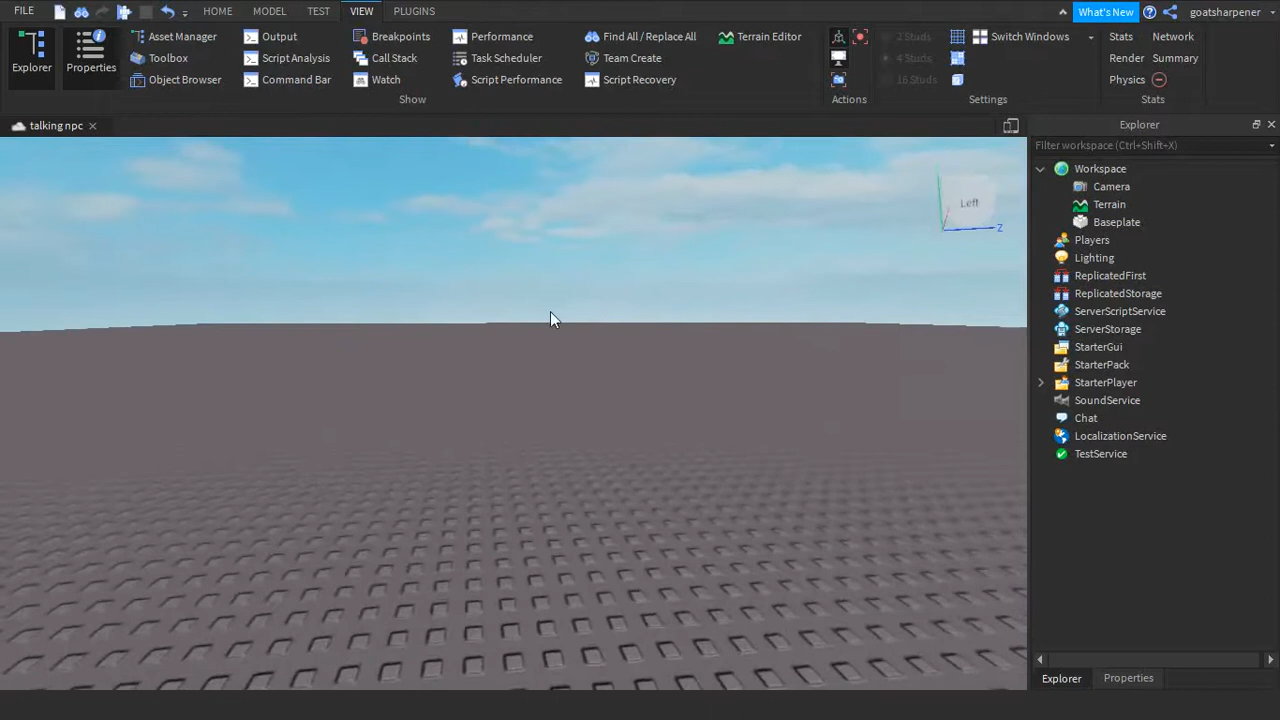 FILE HOME MODEL TEST VIEW PLUGINS What's New goatsharpener
Explorer
Properties
Asset Manager
Toolbox
Object Browser
Output
Script Analysis
Command Bar
Breakpoints
Call Stack
Watch
Performance
Task Scheduler
Script Performance
Find All / Replace All
Team Create
Script Recovery
Terrain Editor
Show
Actions
2 Studs
4 Studs
16 Studs
Switch Windows
Settings
Stats Network
Render Summary
Physics
Stats
talking npc
Explorer
Filter workspace (Ctrl+Shift+X)
Workspace
Camera
Terrain
Baseplate
Players
Lighting
ReplicatedFirst
ReplicatedStorage
ServerScriptService
ServerStorage
StarterGui
StarterPack
StarterPlayer
SoundService
Chat
LocalizationService
TestService
Left
Z
Explorer Properties